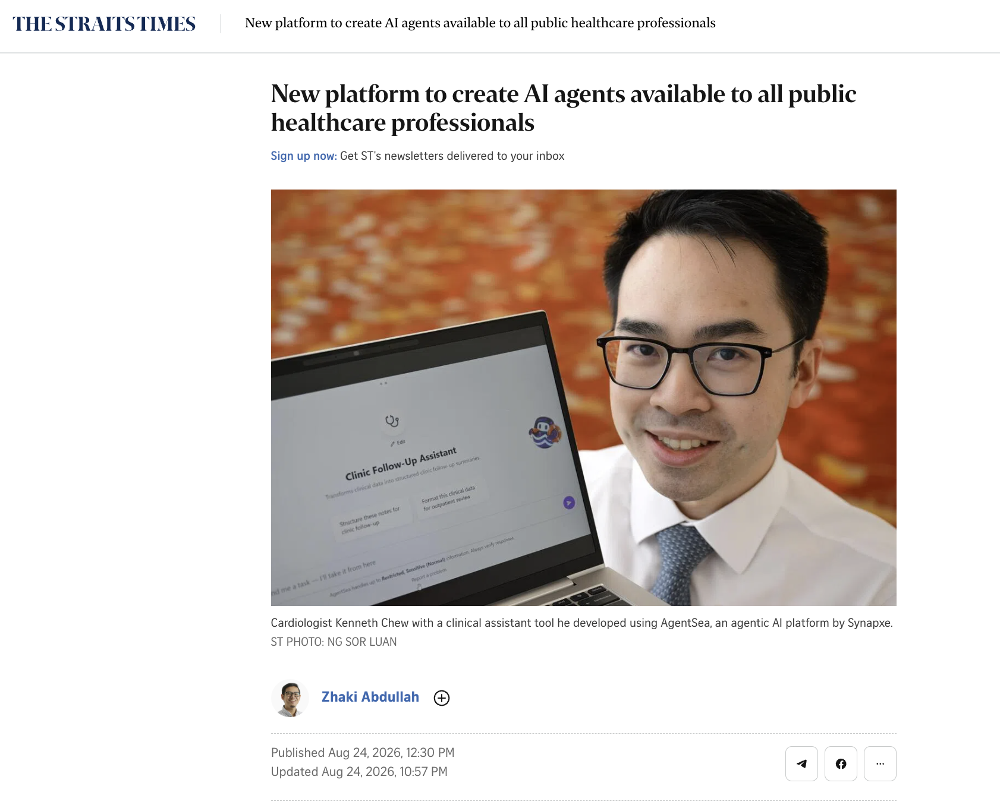 THE STRAITS TIMES
New platform to create AI agents available to all public healthcare professionals
New platform to create AI agents available to all public
healthcare professionals
Sign up now: Get ST's newsletters delivered to your inbox
Edit
Clinic Follow-Up Assistant
Transforms clinical data into structured clinic follow-up summaries
Structure these notes for
clinic follow-up
Format this clinical data
for outpatient review
me a task — I'll take it from here
AgentSea handles up to Restricted, Sensitive (Normal) information. Always verify responses.
Report a problem
Cardiologist Kenneth Chew with a clinical assistant tool he developed using AgentSea, an agentic AI platform by Synapxe.
ST PHOTO: NG SOR LUAN
Zhaki Abdullah
Published Aug 24, 2026, 12:30 PM
Updated Aug 24, 2026, 10:57 PM